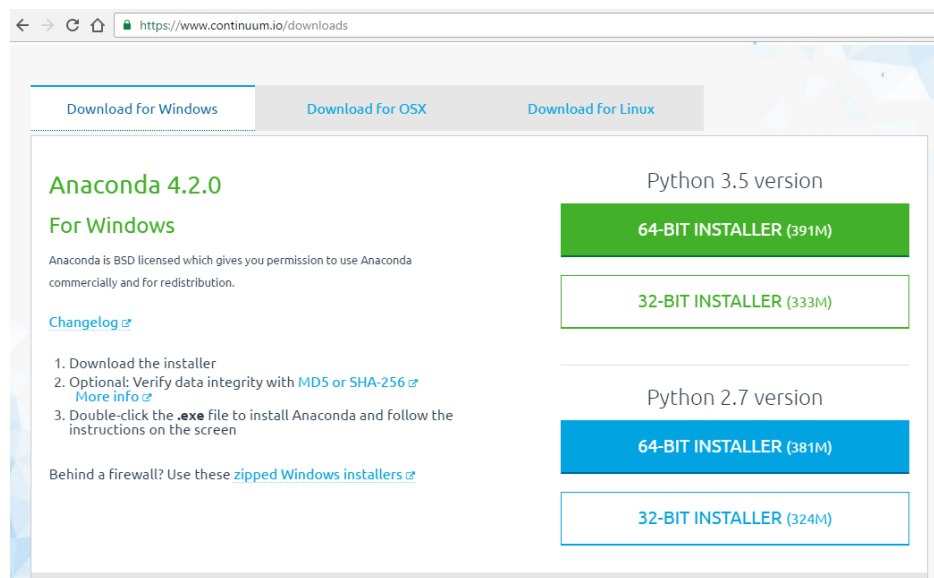 https://www.continuum.io/downloads
Download for Windows
Download for OSX
Download for Linux
Anaconda 4.2.0
For Windows
Anaconda is BSD licensed which gives you permission to use Anaconda
commercially and for redistribution.
Changelog
1. Download the installer
2. Optional: Verify data integrity with MD5 or SHA-256
More info
3. Double-click the .exe file to install Anaconda and follow the
instructions on the screen
Behind a firewall? Use these zipped Windows installers
Python 3.5 version
64-BIT INSTALLER (391M)
32-BIT INSTALLER (333M)
Python 2.7 version
64-BIT INSTALLER (381M)
32-BIT INSTALLER (324M)